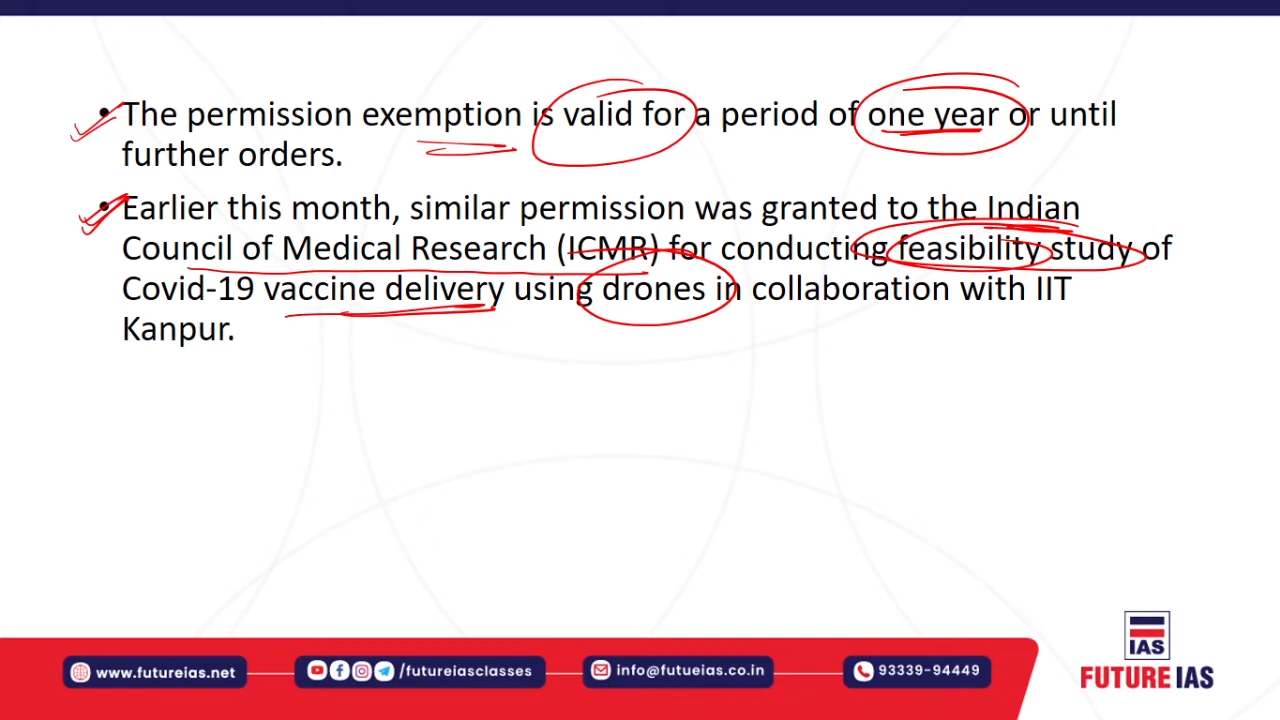 • The permission exemption is valid for a period of one year or until
further orders.
• Earlier this month, similar permission was granted to the Indian
Council of Medical Research (ICMR) for conducting feasibility study of
Covid-19 vaccine delivery using drones in collaboration with IIT
Kanpur.
IAS
www.futureias.net
/futureiasclasses
info@futueias.co.in
93339-94449
FUTURE IAS